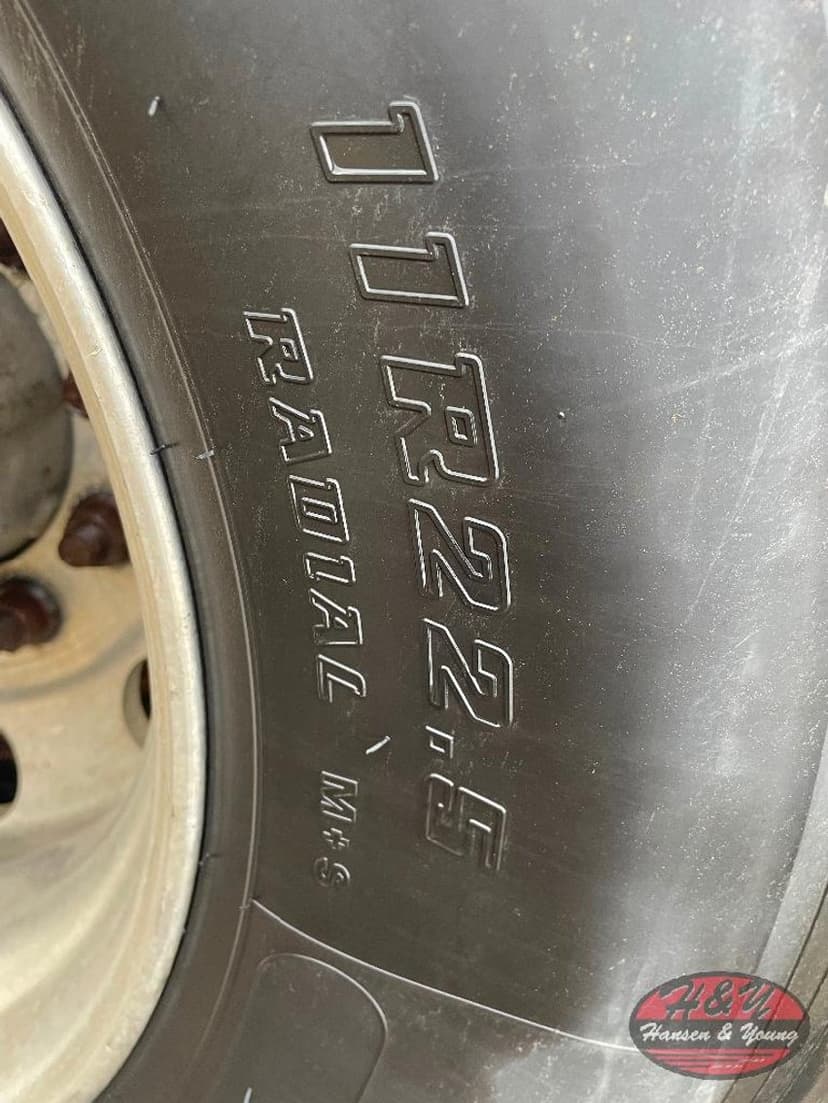 11R22.5
RADIAL M+S
H&Y
Hansen & Young